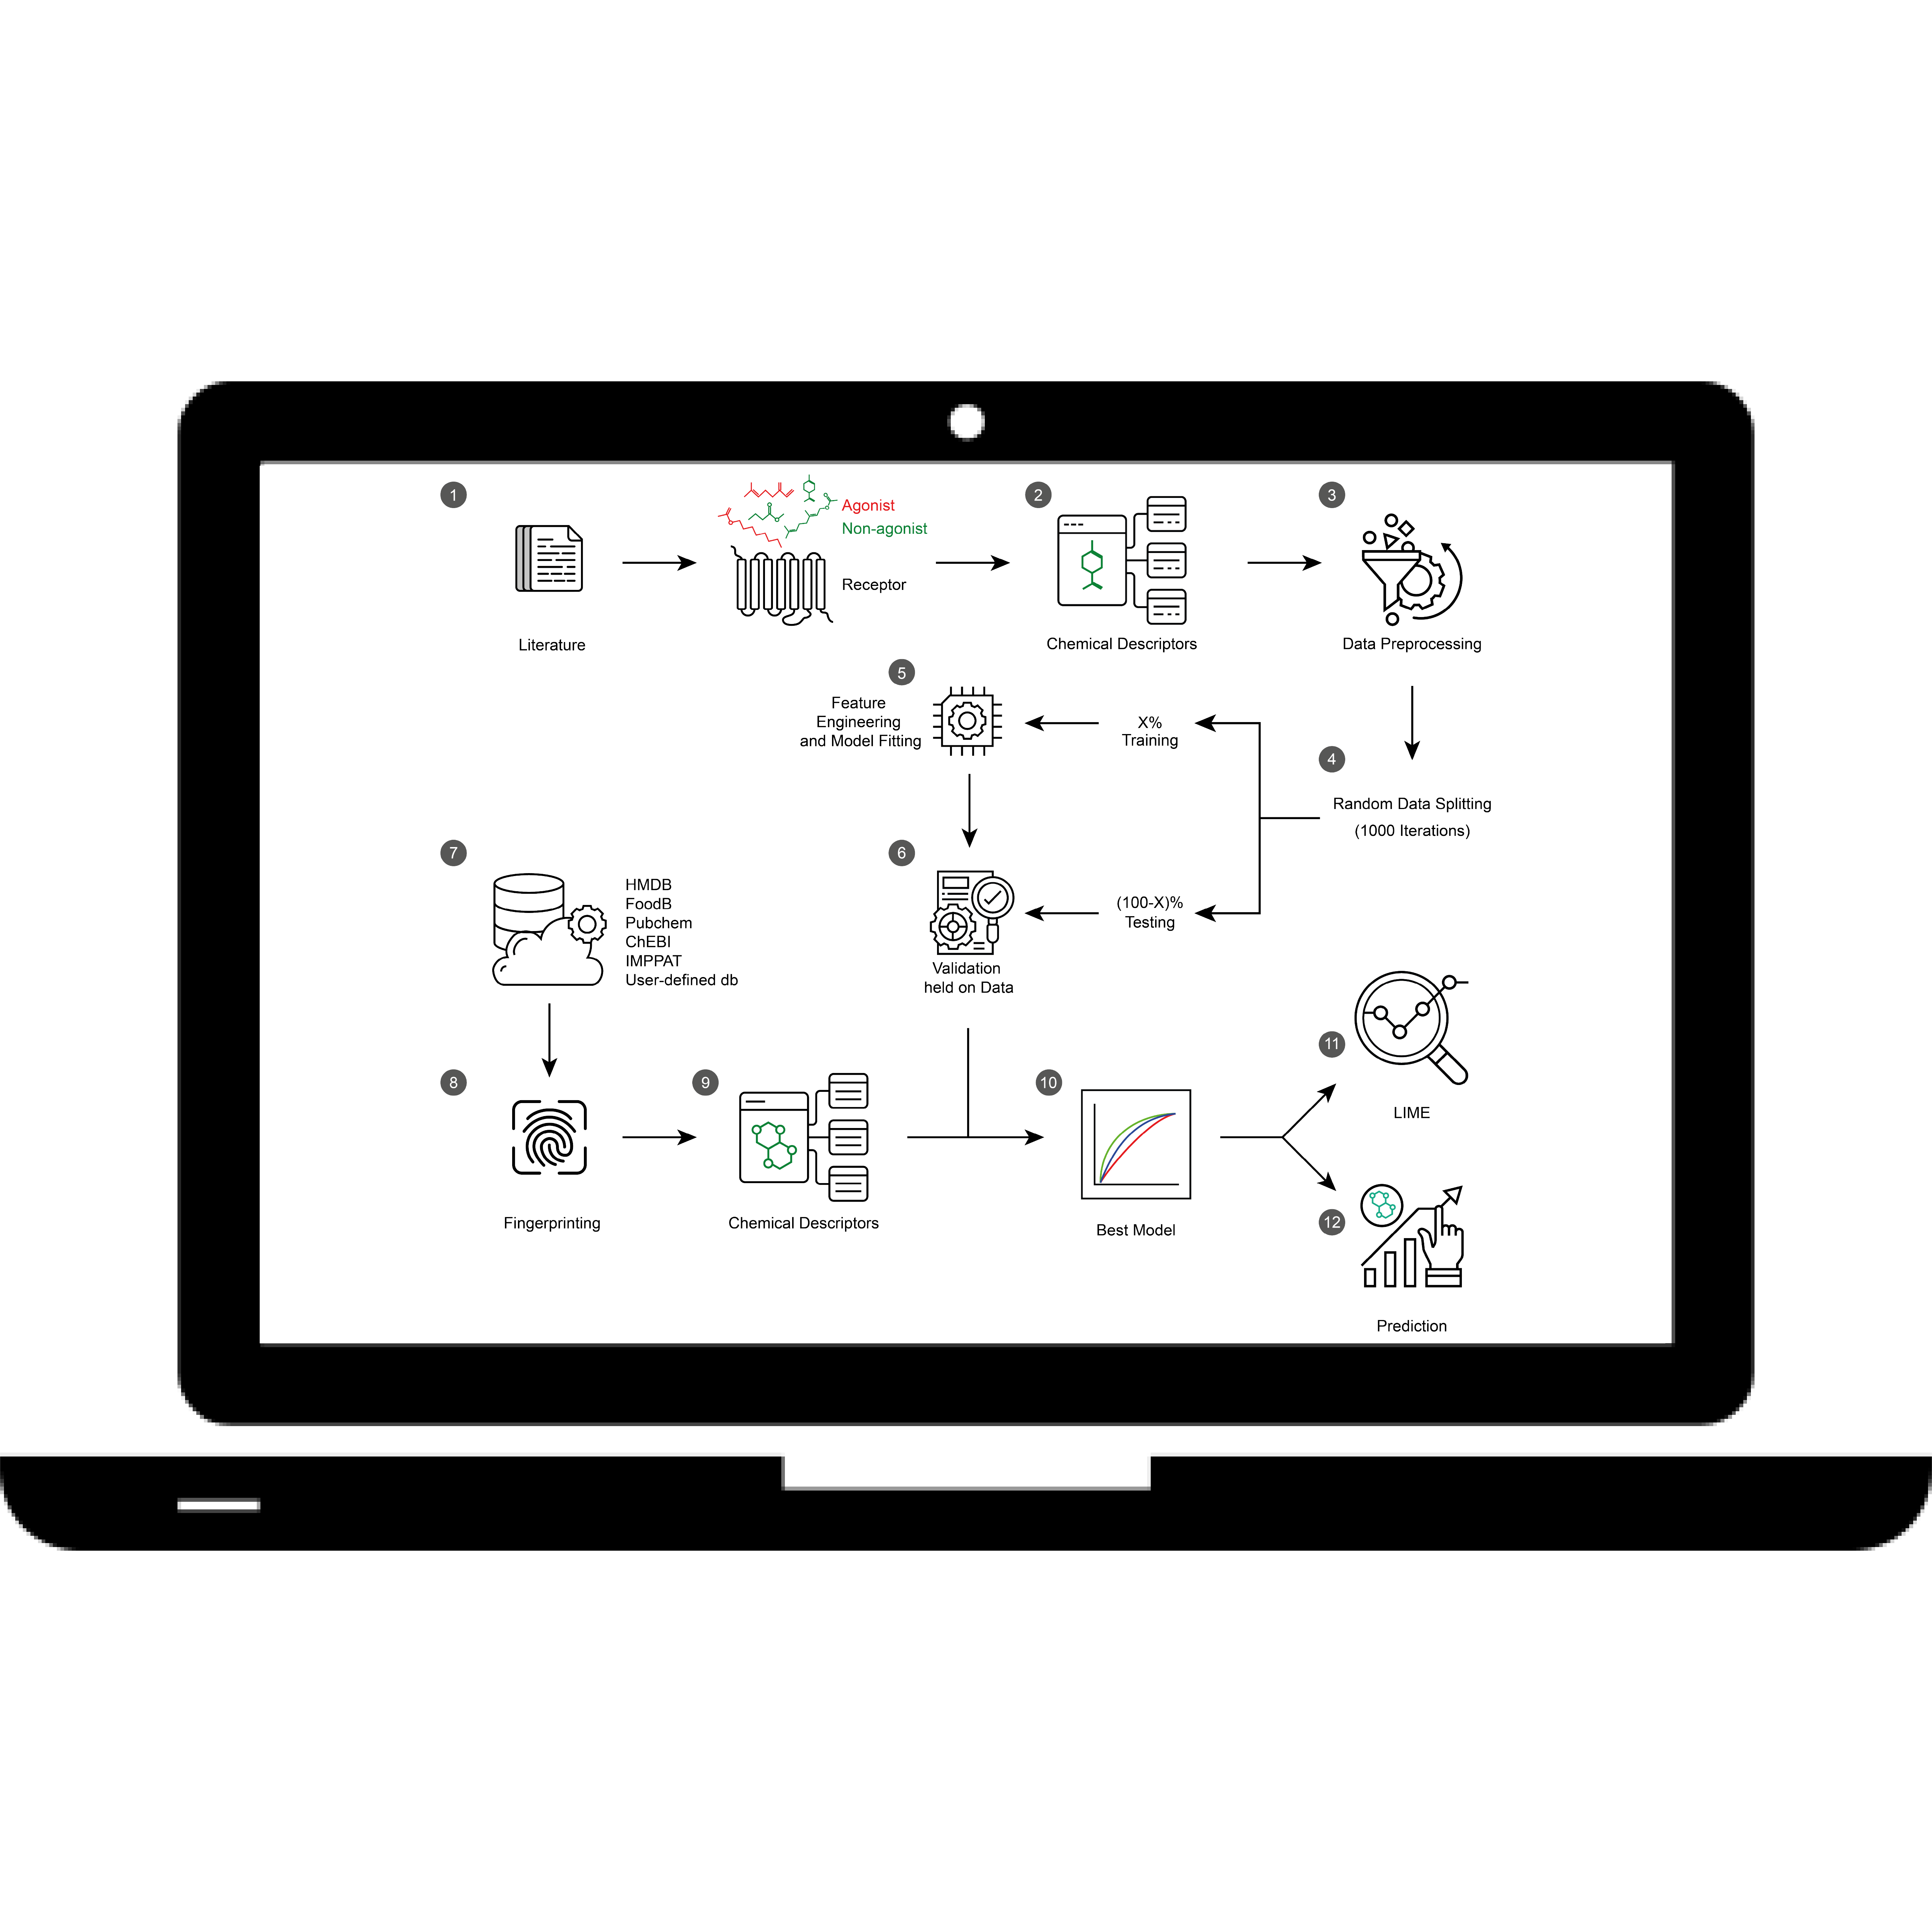 1
Literature
Agonist
Non-agonist
Receptor
2
Chemical Descriptors
3
Data Preprocessing
4
Random Data Splitting
(1000 Iterations)
X%
Training
(100-X)%
Testing
5
Feature
Engineering
and Model Fitting
6
Validation
held on Data
7
HMDB
FoodB
Pubchem
ChEBI
IMPPAT
User-defined db
8
Fingerprinting
9
Chemical Descriptors
10
Best Model
11
LIME
12
Prediction